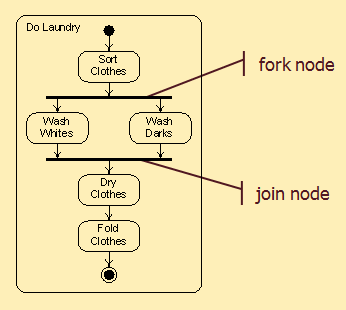 Do Laundry
Sort
Clothes
fork node
Wash
Whites
Wash
Darks
join node
Dry
Clothes
Fold
Clothes